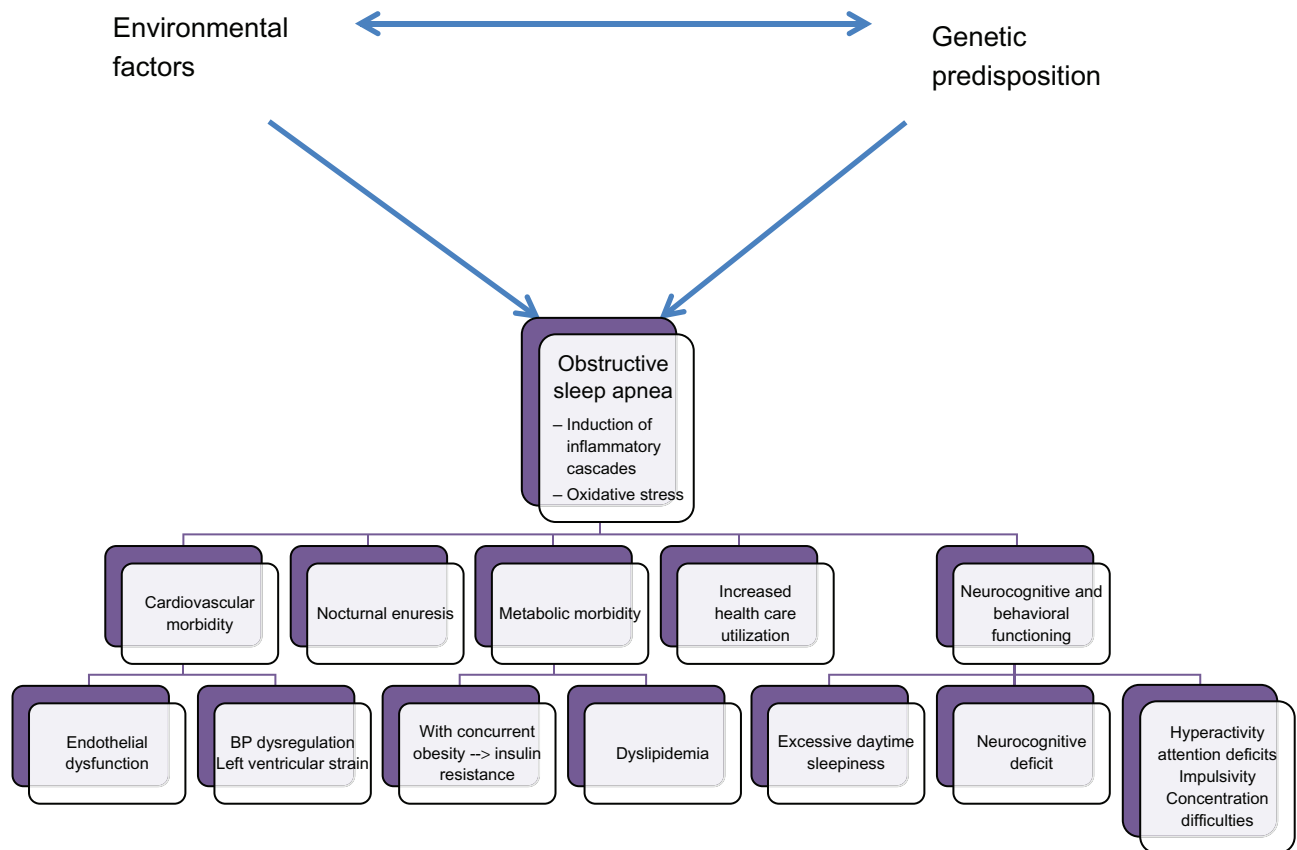 Environmental
factors
Genetic
predisposition
Obstructive
sleep apnea
– Induction of
inflammatory
cascades
– Oxidative stress
Cardiovascular
morbidity
Nocturnal enuresis
Metabolic morbidity
Increased
health care
utilization
Neurocognitive and
behavioral
functioning
Endothelial
dysfunction
BP dysregulation
Left ventricular strain
With concurrent
obesity --> insulin
resistance
Dyslipidemia
Excessive daytime
sleepiness
Neurocognitive
deficit
Hyperactivity
attention deficits
Impulsivity
Concentration
difficulties